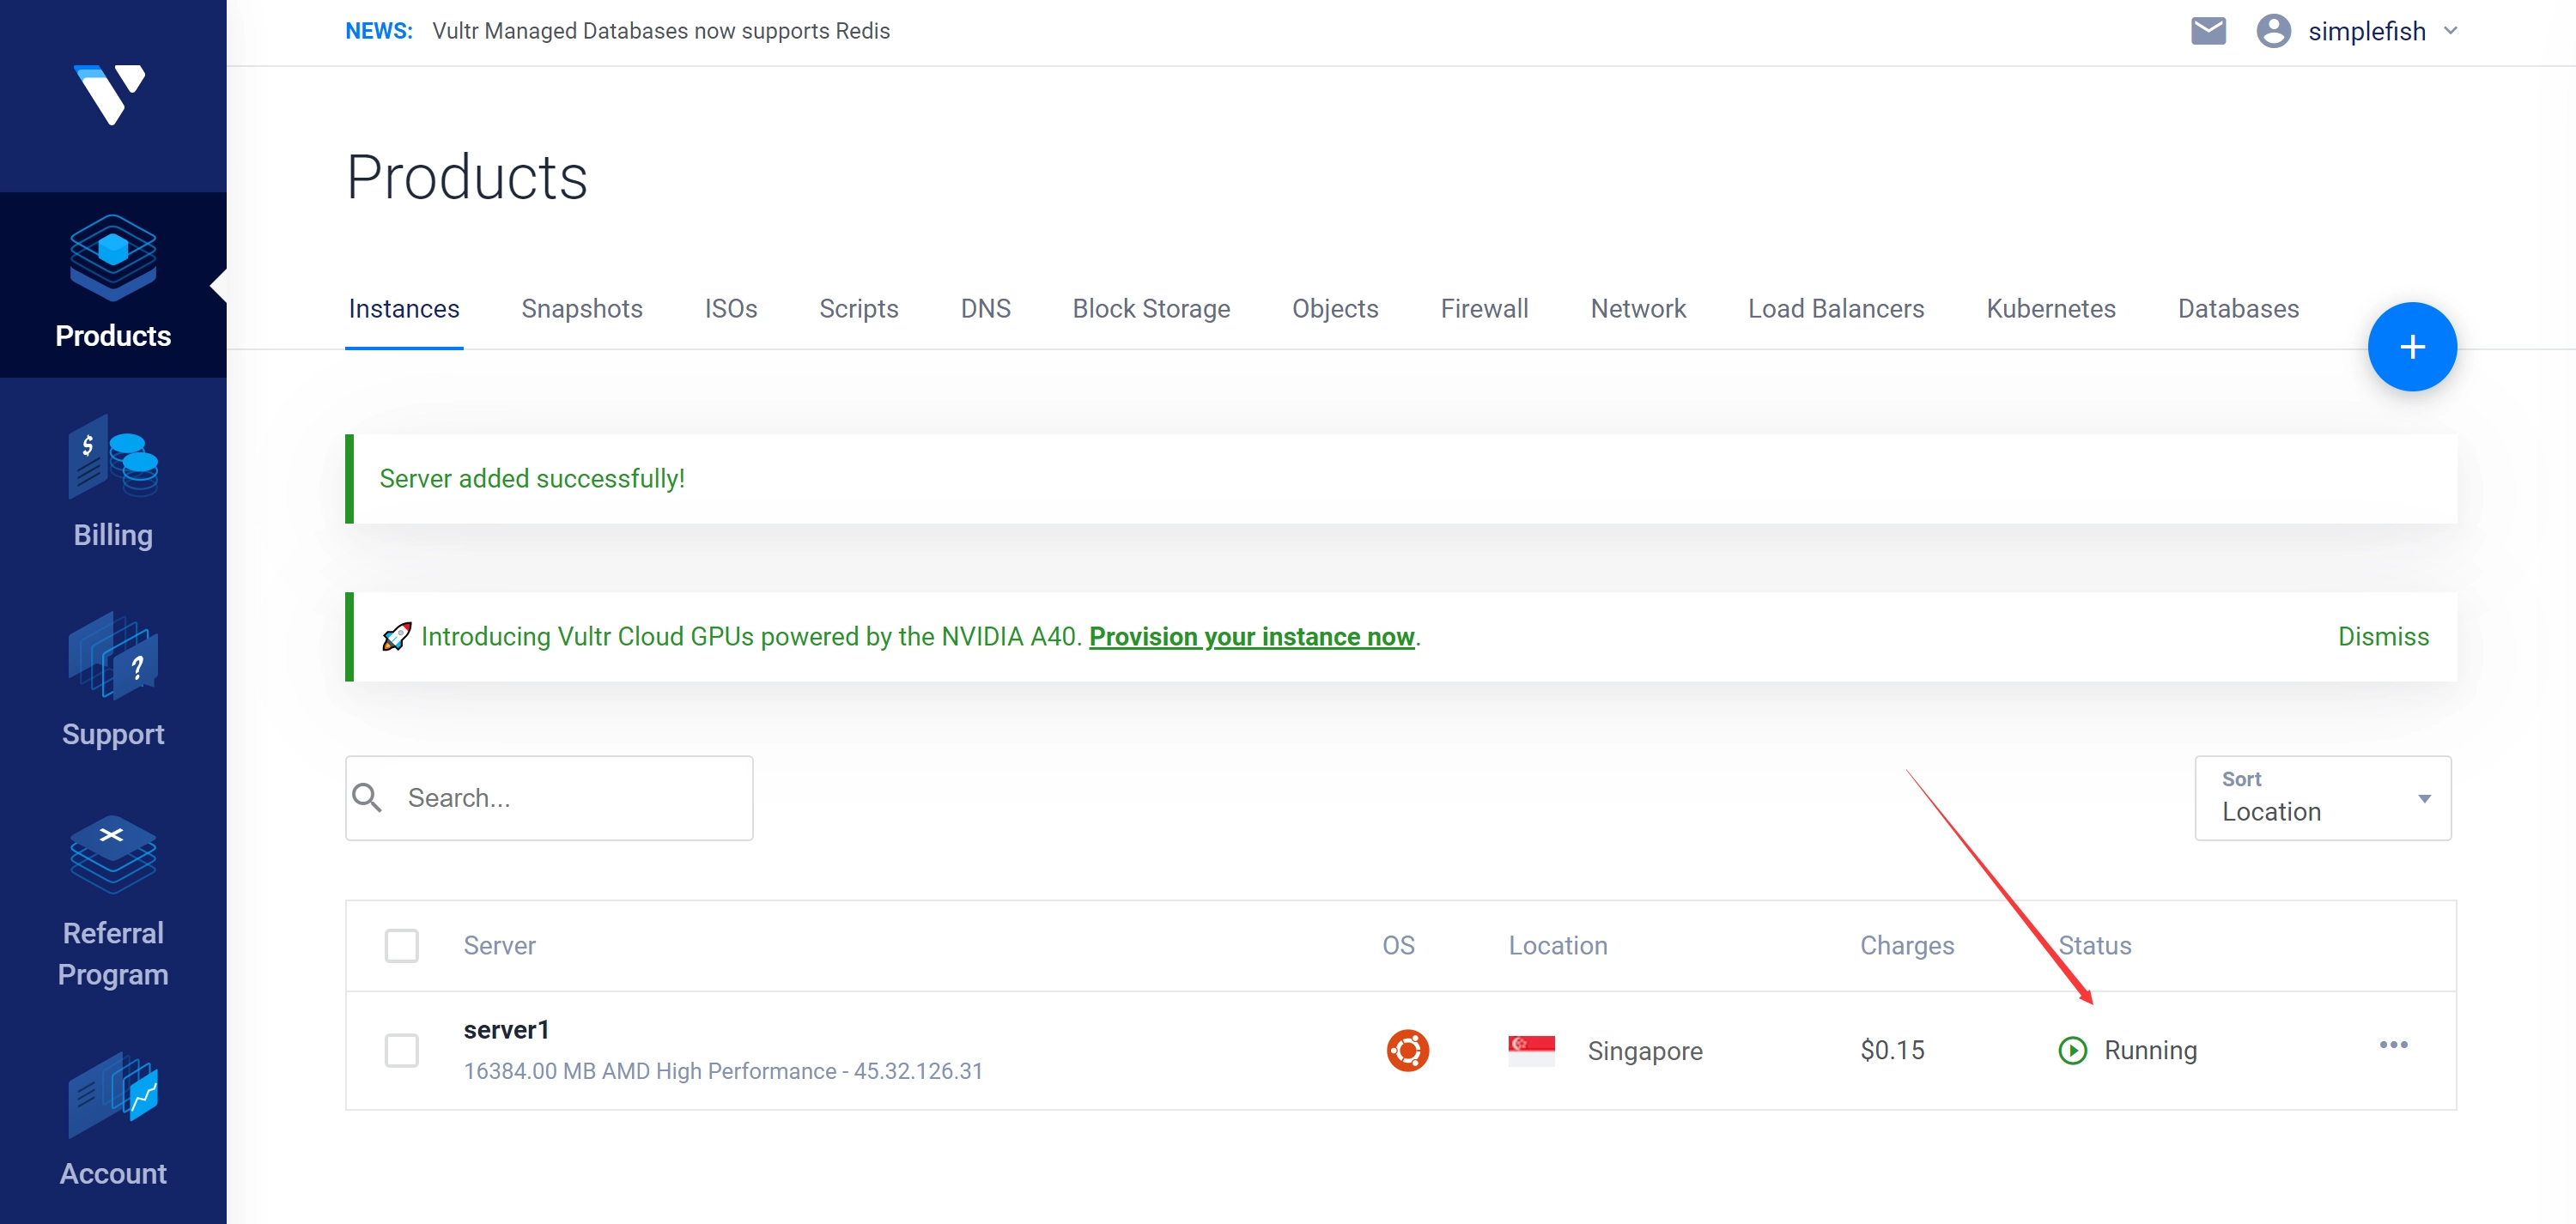 NEWS: Vultr Managed Databases now supports Redis
simplefish
Products
Products
Instances Snapshots ISOs Scripts DNS Block Storage Objects Firewall Network Load Balancers Kubernetes Databases
+
Server added successfully!
$
Billing
🚀 Introducing Vultr Cloud GPUs powered by the NVIDIA A40. Provision your instance now.
Dismiss
?
Support
Search...
Sort
Location
Referral
Program
Server OS Location Charges Status
server1
16384.00 MB AMD High Performance - 45.32.126.31
Singapore $0.15 Running
Account